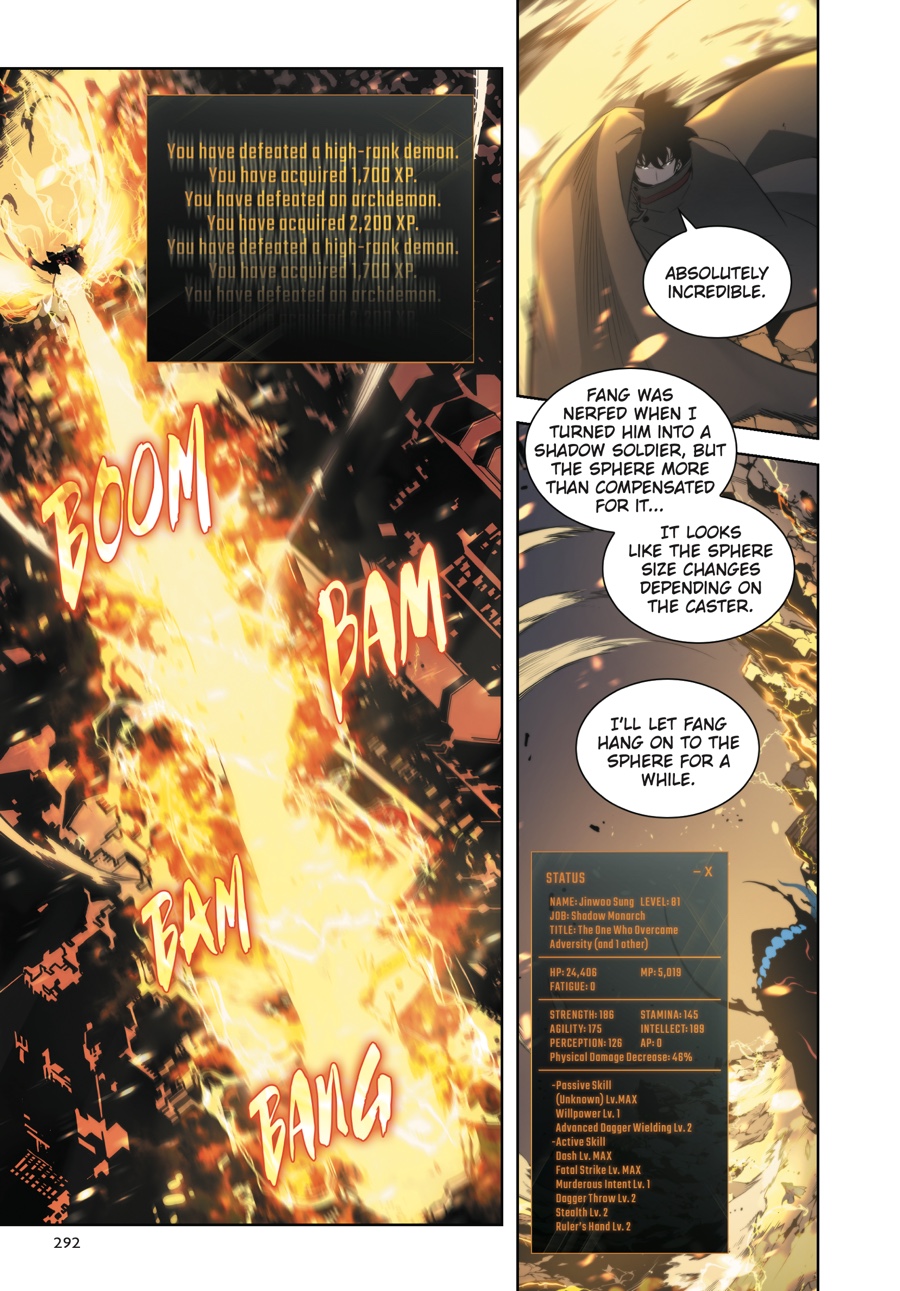 You have defeated a high-rank demon.
You have acquired 1,700 XP.
You have defeated an archdemon.
You have acquired 2,200 XP.
You have defeated a high-rank demon.
You have acquired 1,700 XP.
You have defeated an archdemon.
BOOM
BAM
BAM
BANG
292
ABSOLUTELY
INCREDIBLE.
FANG WAS
NERFED WHEN I
TURNED HIM INTO A
SHADOW SOLDIER, BUT
THE SPHERE MORE
THAN COMPENSATED
FOR IT...
IT LOOKS
LIKE THE SPHERE
SIZE CHANGES
DEPENDING ON
THE CASTER.
I'LL LET FANG
HANG ON TO THE
SPHERE FOR A
WHILE.
STATUS – X
NAME: Jinwoo Sung LEVEL: 81
JOB: Shadow Monarch
TITLE: The One Who Overcame
Adversity (and 1 other)
HP: 24,406 MP: 5,019
FATIGUE: 0
STRENGTH: 186 STAMINA: 145
AGILITY: 175 INTELLECT: 189
PERCEPTION: 126 AP: 0
Physical Damage Decrease: 46%
-Passive Skill
(Unknown) Lv.MAX
Willpower Lv. 1
Advanced Dagger Wielding Lv. 2
-Active Skill
Dash Lv. MAX
Fatal Strike Lv. MAX
Murderous Intent Lv. 1
Dagger Throw Lv. 2
Stealth Lv. 2
Ruler's Hand Lv. 2